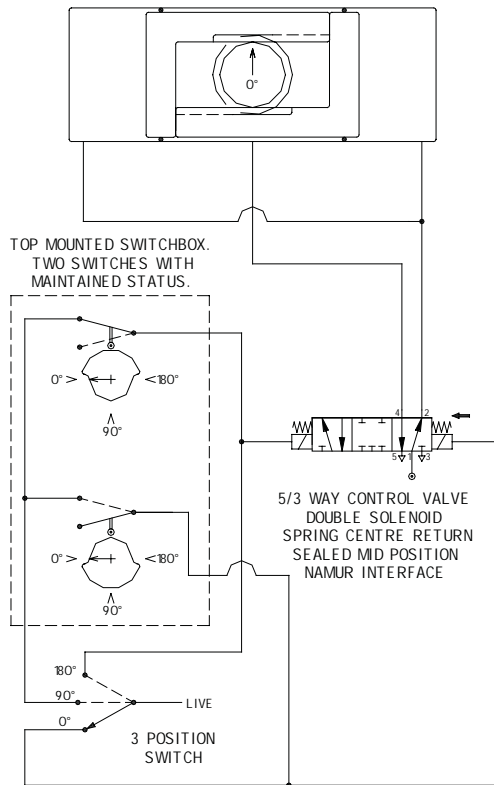 0°
TOP MOUNTED SWITCHBOX.
TWO SWITCHES WITH
MAINTAINED STATUS.
0° > <180°
^
90°
4 2
5 1 3
5/3 WAY CONTROL VALVE
DOUBLE SOLENOID
SPRING CENTRE RETURN
SEALED MID POSITION
NAMUR INTERFACE
0° > <180°
^
90°
180°
90°
0°
LIVE
3 POSITION
SWITCH